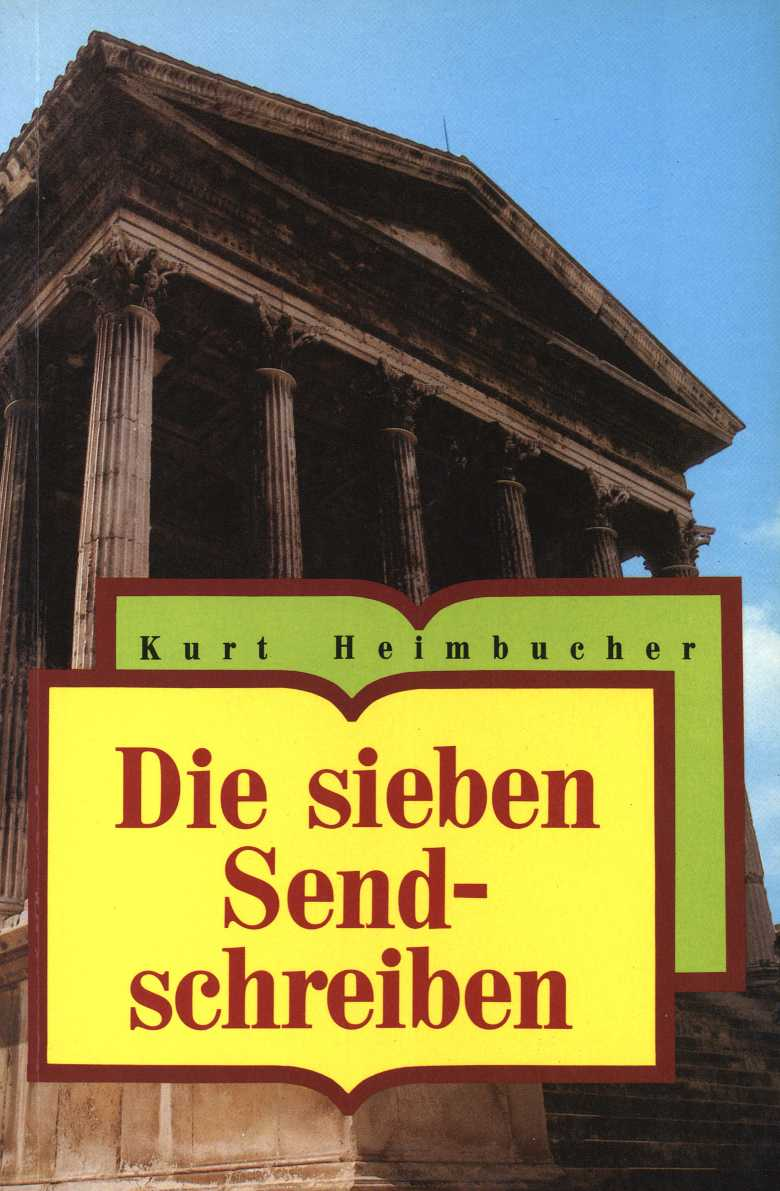 Kurt Heimbucher
Die sieben
Send-
schreiben